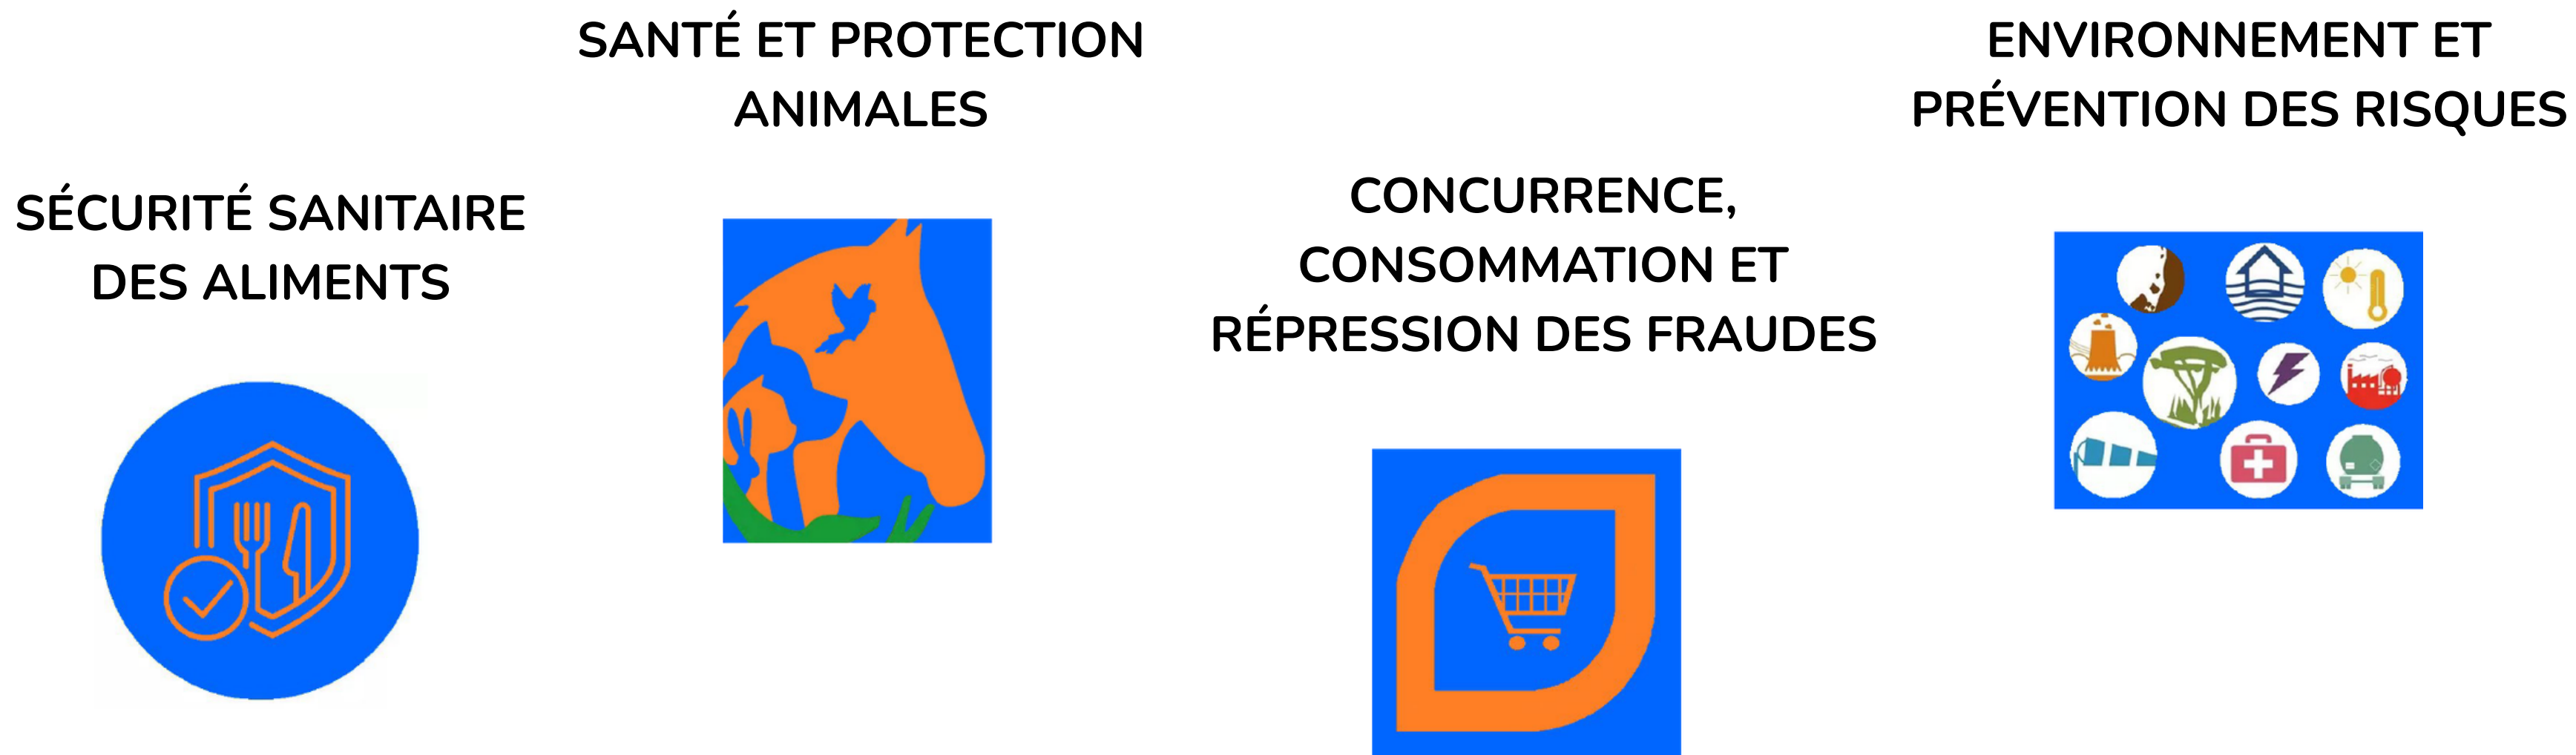 SÉCURITÉ SANITAIRE
DES ALIMENTS
SANTÉ ET PROTECTION
ANIMALES
CONCURRENCE,
CONSOMMATION ET
RÉPRESSION DES FRAUDES
ENVIRONNEMENT ET
PRÉVENTION DES RISQUES